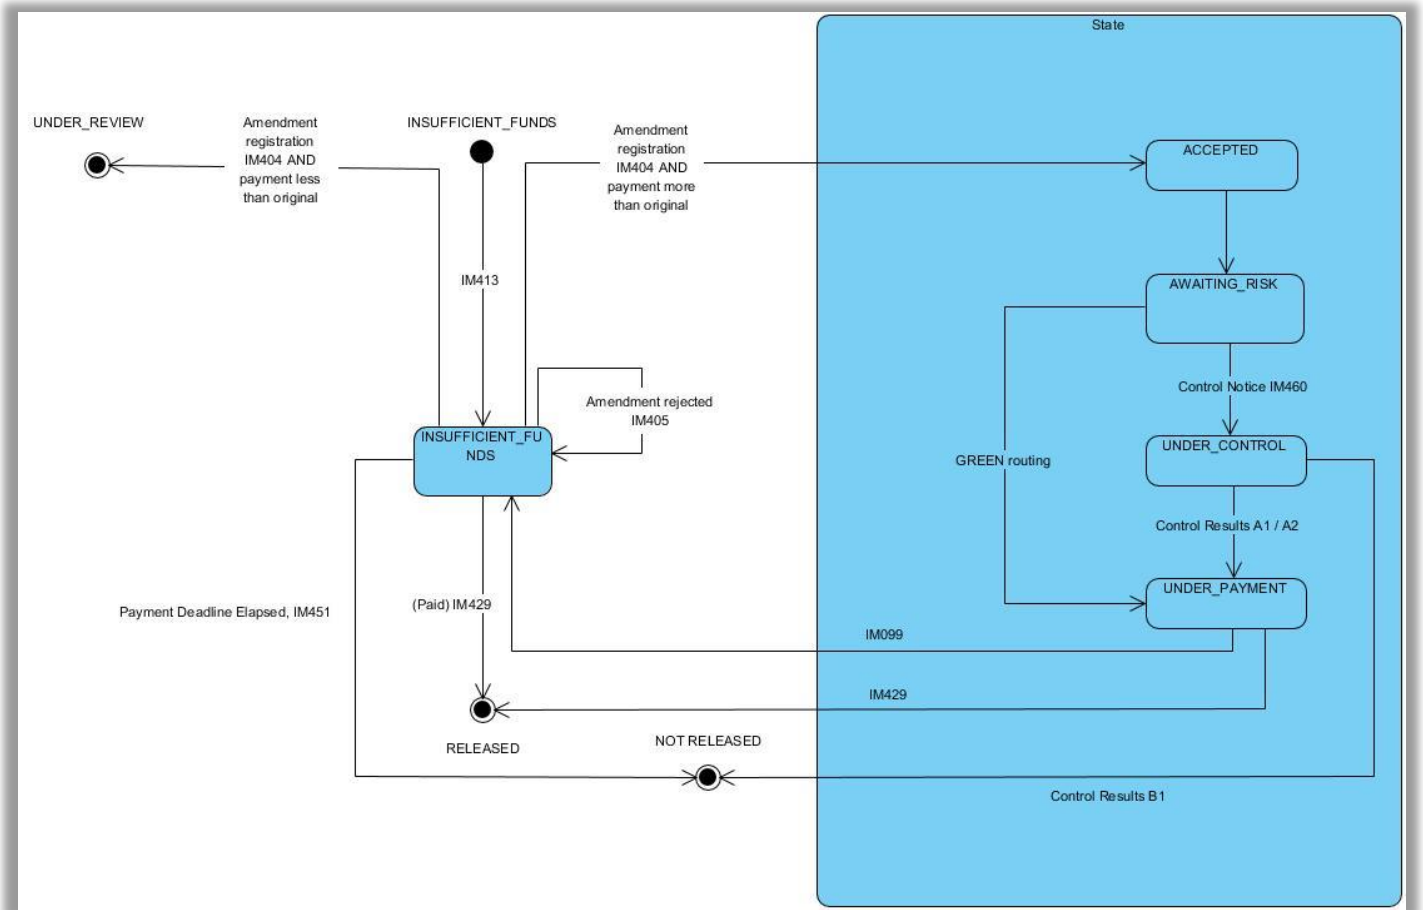 State
UNDER_REVIEW
Amendment
registration
IM404 AND
payment less
than original
INSUFFICIENT_FUNDS
Amendment
registration
IM404 AND
payment more
than original
ACCEPTED
IM413
AWAITING_RISK
Control Notice IM460
Amendment rejected
IM405
INSUFFICIENT_FU
NDS
UNDER_CONTROL
GREEN routing
Control Results A1 / A2
UNDER_PAYMENT
(Paid) IM429
Payment Deadline Elapsed, IM451
IM099
IM429
RELEASED
NOT RELEASED
Control Results B1